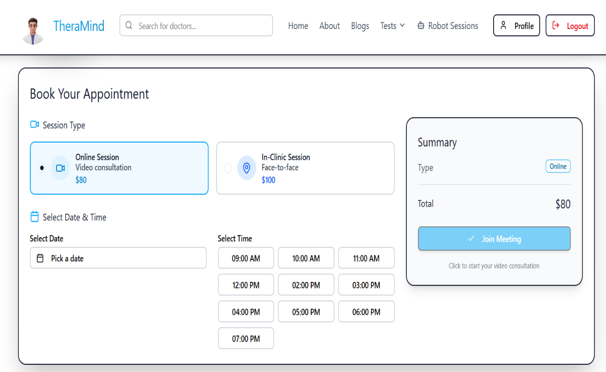 TheraMind
Search for doctors...
Home About Blogs Tests Robot Sessions
Profile
Logout
Book Your Appointment
Session Type
Online Session
Video consultation
$80
In-Clinic Session
Face-to-face
$100
Select Date & Time
Select Date
Pick a date
Select Time
09:00 AM 10:00 AM 11:00 AM
12:00 PM 02:00 PM 03:00 PM
04:00 PM 05:00 PM 06:00 PM
07:00 PM
Summary
Type Online
Total $80
Join Meeting
Click to start your video consultation